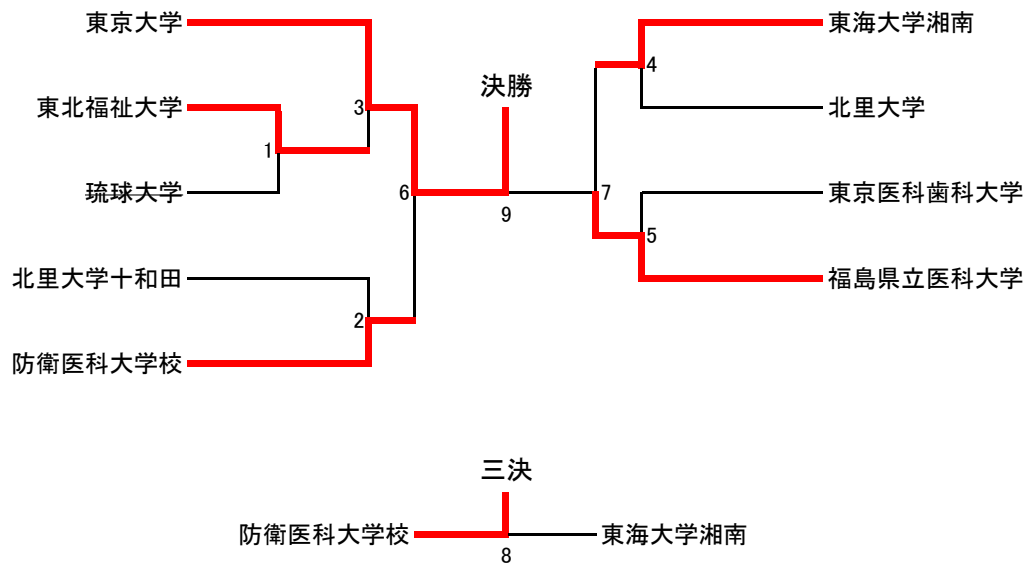 東京大学
東北福祉大学
琉球大学
北里大学十和田
防衛医科大学校
1
2
3
6
決勝
9
7
4
5
東海大学湘南
北里大学
東京医科歯科大学
福島県立医科大学
三決
防衛医科大学校
東海大学湘南
8